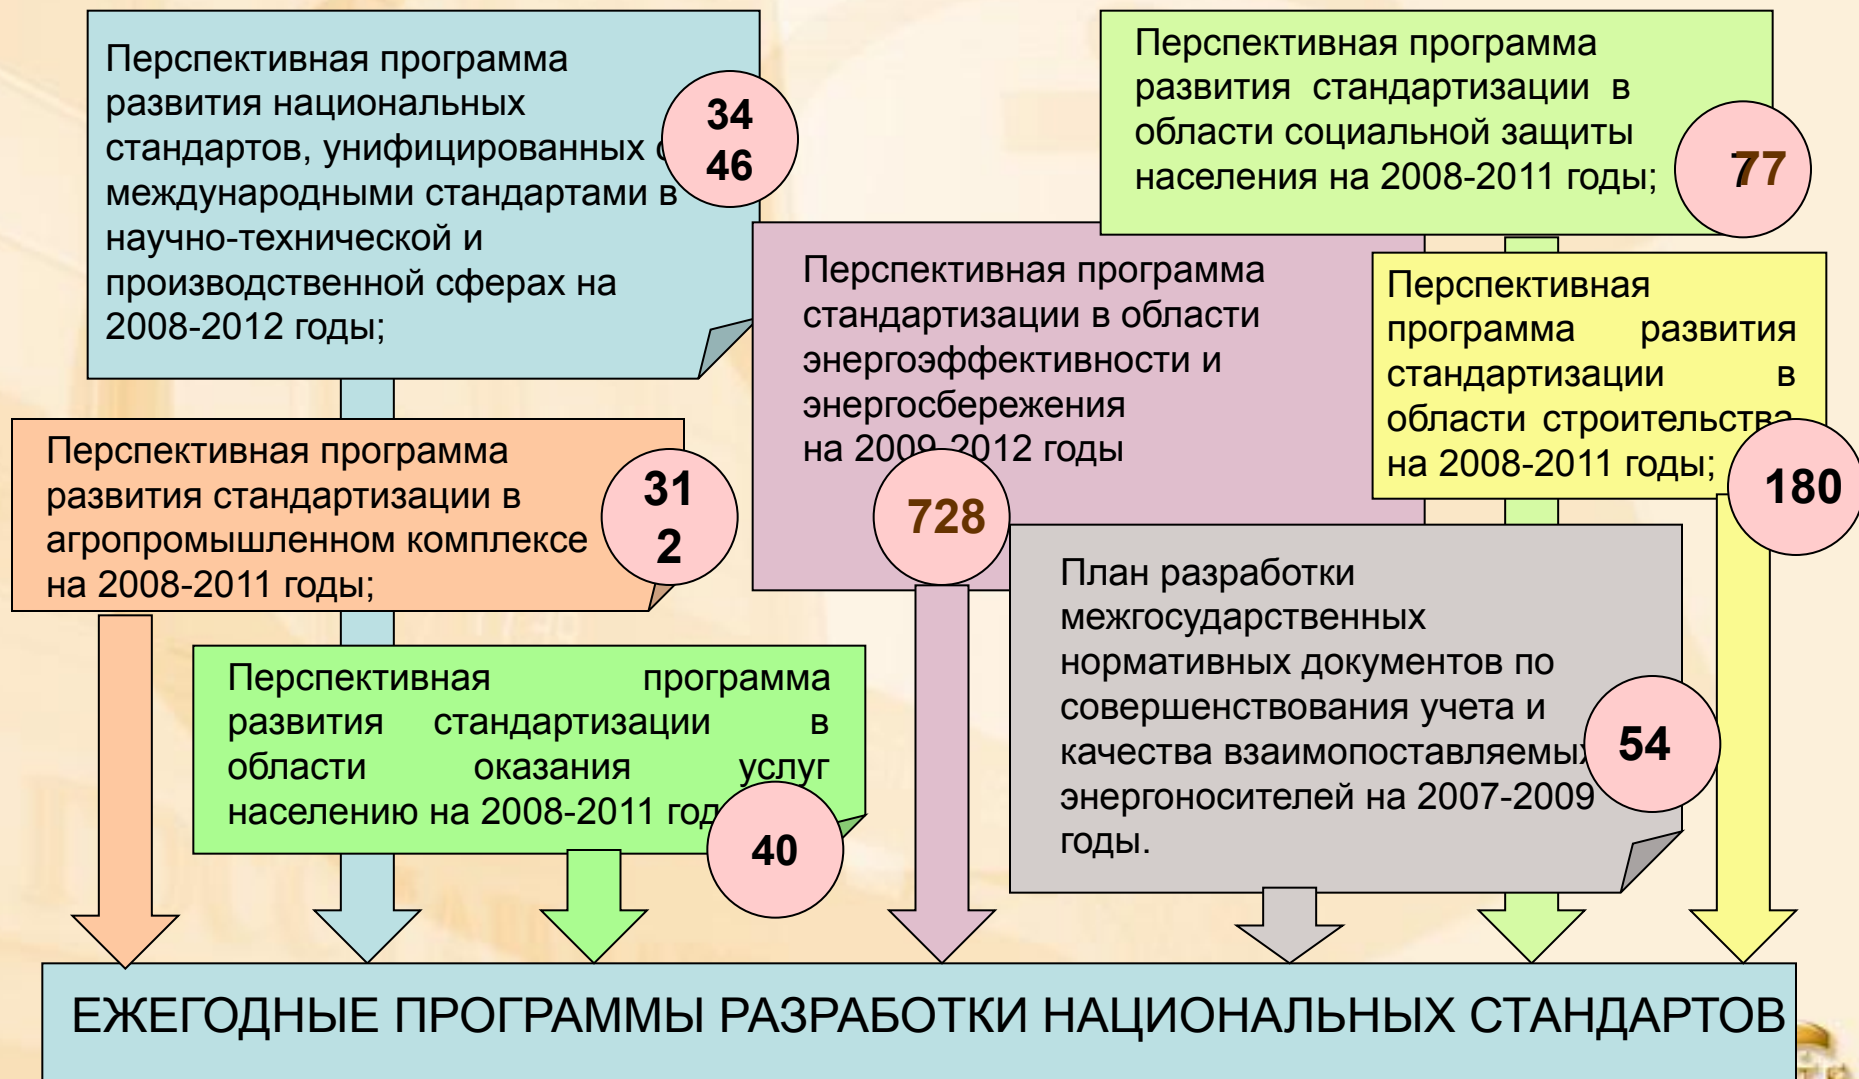 Перспективная программа
развития национальных
стандартов, унифицированных с
международными стандартами в
научно-технической и
производственной сферах на
2008-2012 годы;
34
46
Перспективная программа
развития стандартизации в
области социальной защиты
населения на 2008-2011 годы;
77
Перспективная программа
стандартизации в области
энергоэффективности и
энергосбережения
на 2009-2012 годы
728
Перспективная
программа развития
стандартизации в
области строительства
на 2008-2011 годы;
180
Перспективная программа
развития стандартизации в
агропромышленном комплексе
на 2008-2011 годы;
31
2
Перспективная программа
развития стандартизации в
области оказания услуг
населению на 2008-2011 год
40
План разработки
межгосударственных
нормативных документов по
совершенствования учета и
качества взаимопоставляемых
энергоносителей на 2007-2009
годы.
54
ЕЖЕГОДНЫЕ ПРОГРАММЫ РАЗРАБОТКИ НАЦИОНАЛЬНЫХ СТАНДАРТОВ